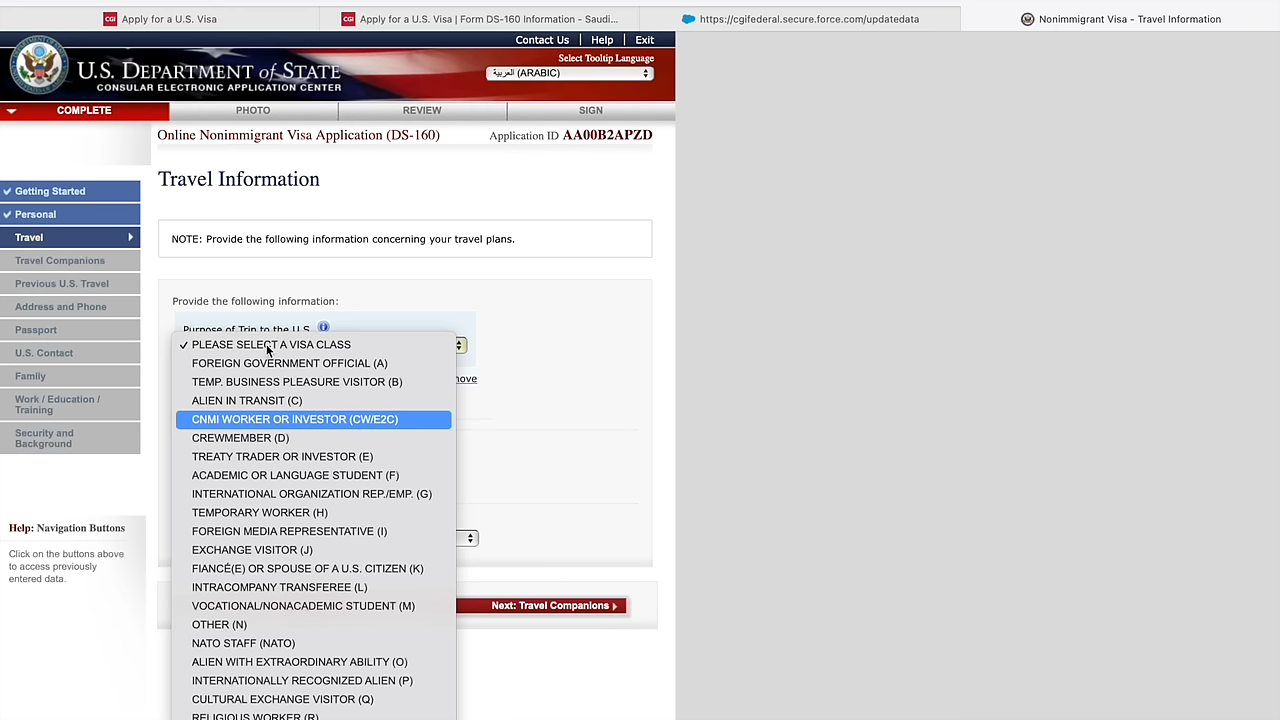 Apply for a U.S. Visa
Apply for a U.S. Visa | Form DS-160 Information - Saudi...
https://cgifederal.secure.force.com/updatedata
Nonimmigrant Visa - Travel Information
Contact Us | Help | Exit
Select Tooltip Language
العربية (ARABIC)
U.S. DEPARTMENT of STATE
CONSULAR ELECTRONIC APPLICATION CENTER
COMPLETE
PHOTO
REVIEW
SIGN
Online Nonimmigrant Visa Application (DS-160)
Application ID AA00B2APZD
Travel Information
Getting Started
Personal
Travel
Travel Companions
Previous U.S. Travel
Address and Phone
Passport
U.S. Contact
Family
Work / Education /
Training
Security and
Background
NOTE: Provide the following information concerning your travel plans.
Provide the following information:
Purpose of Trip to the U.S.
PLEASE SELECT A VISA CLASS
FOREIGN GOVERNMENT OFFICIAL (A)
TEMP. BUSINESS PLEASURE VISITOR (B)
ALIEN IN TRANSIT (C)
CNMI WORKER OR INVESTOR (CW/E2C)
CREWMEMBER (D)
TREATY TRADER OR INVESTOR (E)
ACADEMIC OR LANGUAGE STUDENT (F)
INTERNATIONAL ORGANIZATION REP./EMP. (G)
TEMPORARY WORKER (H)
FOREIGN MEDIA REPRESENTATIVE (I)
EXCHANGE VISITOR (J)
FIANCÉ(E) OR SPOUSE OF A U.S. CITIZEN (K)
INTRACOMPANY TRANSFEREE (L)
VOCATIONAL/NONACADEMIC STUDENT (M)
OTHER (N)
NATO STAFF (NATO)
ALIEN WITH EXTRAORDINARY ABILITY (O)
INTERNATIONALLY RECOGNIZED ALIEN (P)
CULTURAL EXCHANGE VISITOR (Q)
RELIGIOUS WORKER (R)
Next: Travel Companions
Help: Navigation Buttons
Click on the buttons above
to access previously
entered data.